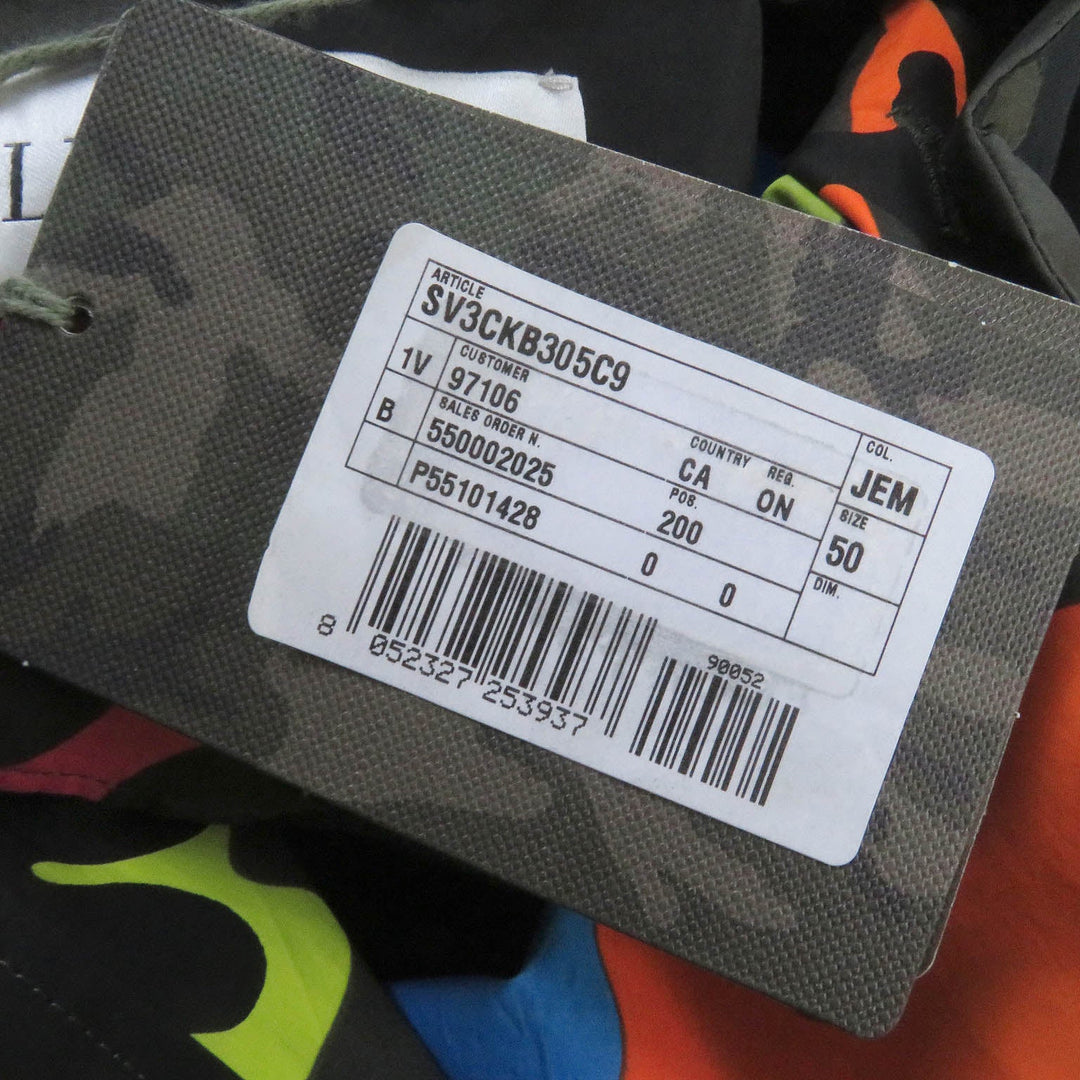 L
ARTICLE
SV3CKB305C9
COL.
JEM
1V
CUSTOMER
97106
COUNTRY REG.
CA ON
SIZE
50
B
SALES ORDER N.
550002025
POS.
200
DIM.
P55101428 0 0
8 052327 253937
90052